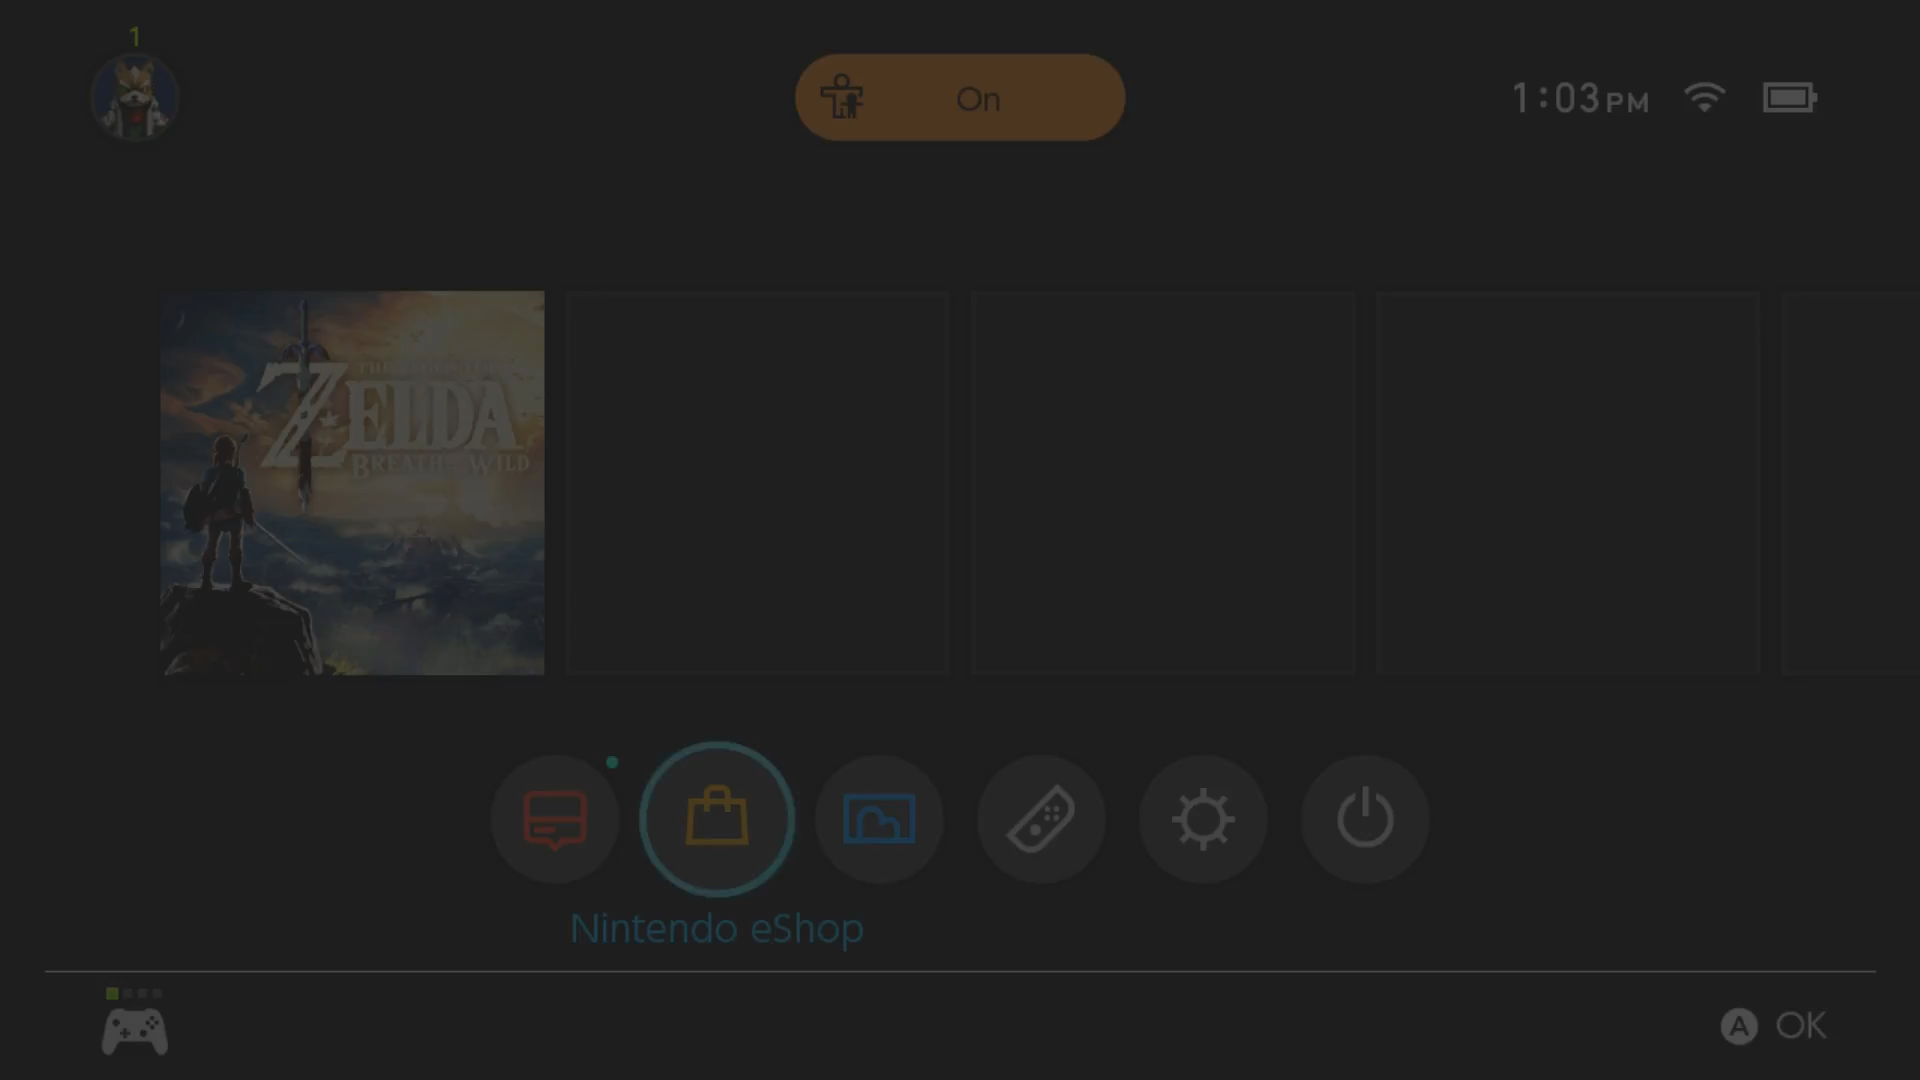 1
On
1:03 PM
THE LEGEND OF
ZELDA
BREATH OF THE WILD
Nintendo eShop
A OK